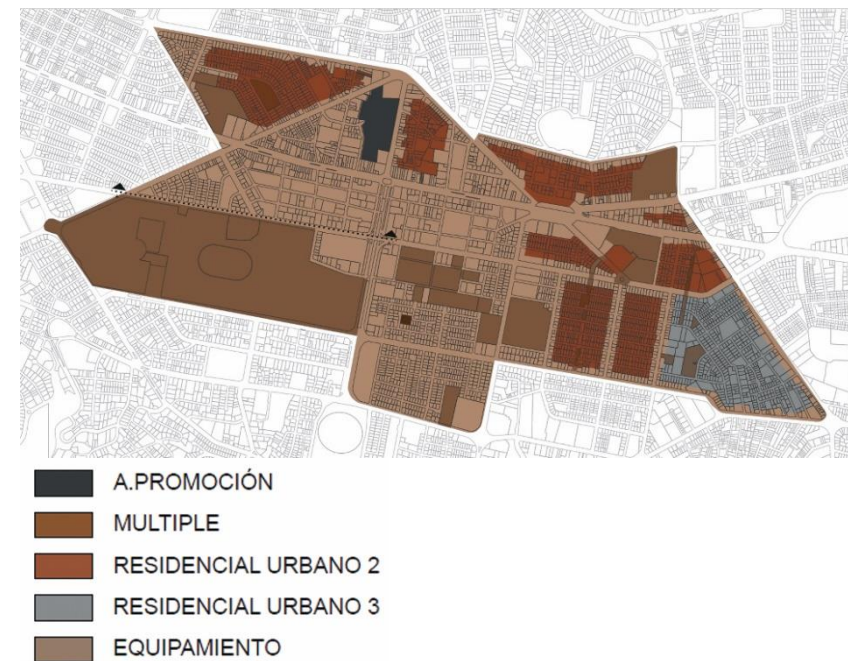 A.PROMOCIÓN
MULTIPLE
RESIDENCIAL URBANO 2
RESIDENCIAL URBANO 3
EQUIPAMIENTO